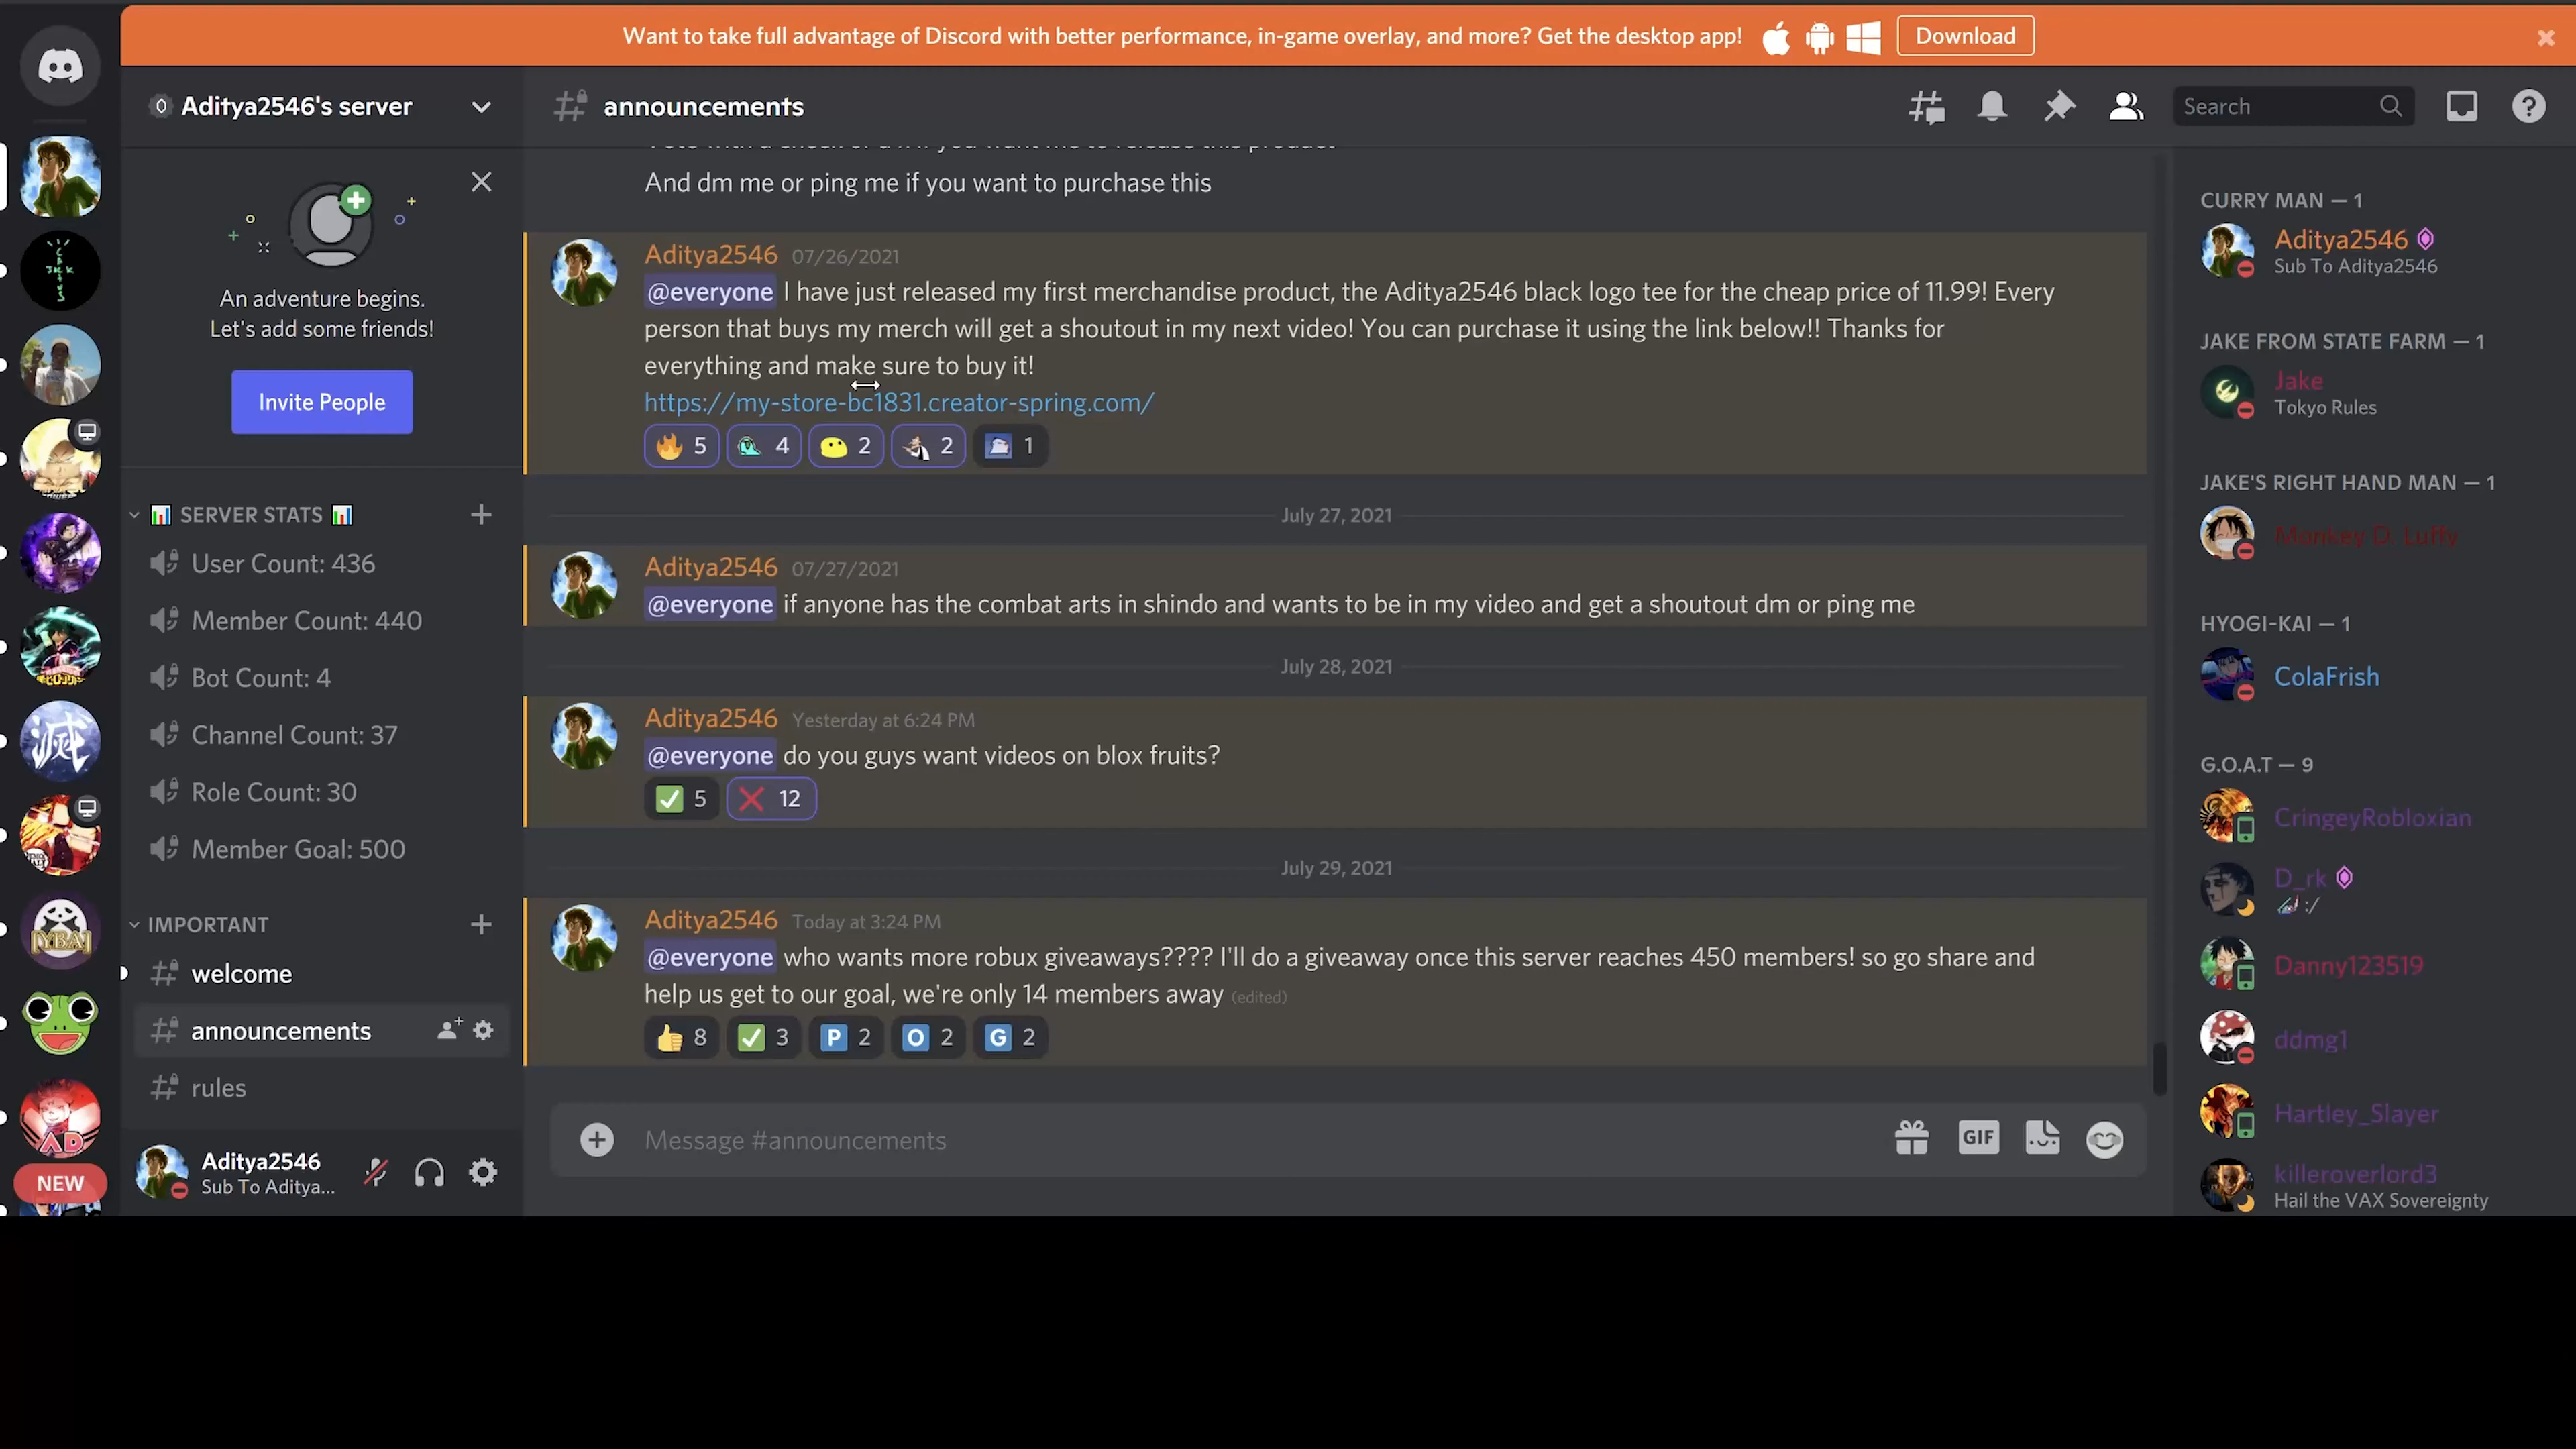 Want to take full advantage of Discord with better performance, in-game overlay, and more? Get the desktop app!
Download
Aditya2546's server
An adventure begins.
Let's add some friends!
Invite People
SERVER STATS
User Count: 436
Member Count: 440
Bot Count: 4
Channel Count: 37
Role Count: 30
Member Goal: 500
IMPORTANT
welcome
announcements
rules
NEW
Aditya2546
Sub To Aditya...
announcements
Search
And dm me or ping me if you want to purchase this
Aditya2546 07/26/2021
@everyone I have just released my first merchandise product, the Aditya2546 black logo tee for the cheap price of 11.99! Every
person that buys my merch will get a shoutout in my next video! You can purchase it using the link below!! Thanks for
everything and make sure to buy it!
https://my-store-bc1831.creator-spring.com/
5 4 2 2 1
July 27, 2021
Aditya2546 07/27/2021
@everyone if anyone has the combat arts in shindo and wants to be in my video and get a shoutout dm or ping me
July 28, 2021
Aditya2546 Yesterday at 6:24 PM
@everyone do you guys want videos on blox fruits?
5 12
July 29, 2021
Aditya2546 Today at 3:24 PM
@everyone who wants more robux giveaways???? I'll do a giveaway once this server reaches 450 members! so go share and
help us get to our goal, we're only 14 members away (edited)
8 3 P 2 O 2 G 2
Message #announcements
GIF
CURRY MAN — 1
Aditya2546
Sub To Aditya2546
JAKE FROM STATE FARM — 1
Jake
Tokyo Rules
JAKE'S RIGHT HAND MAN — 1
Monkey D. Luffy
HYOGI-KAI — 1
ColaFrish
G.O.A.T — 9
CringeyRobloxian
D_rk
:/
Danny123519
ddmg1
Hartley_Slayer
killeroverlord3
Hail the VAX Sovereignty